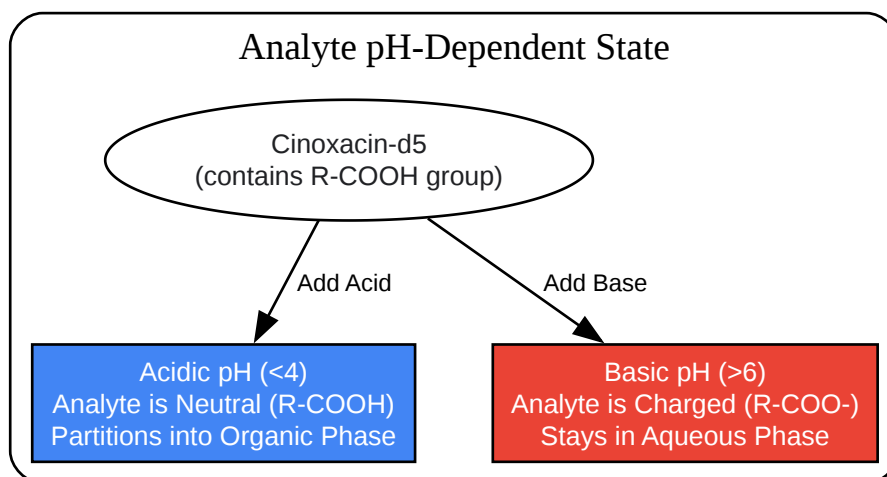 Analyte pH-Dependent State
Cinoxacin-d5
(contains R-COOH group)
Add Acid
Add Base
Acidic pH (<4)
Analyte is Neutral (R-COOH)
Partitions into Organic Phase
Basic pH (>6)
Analyte is Charged (R-COO-)
Stays in Aqueous Phase